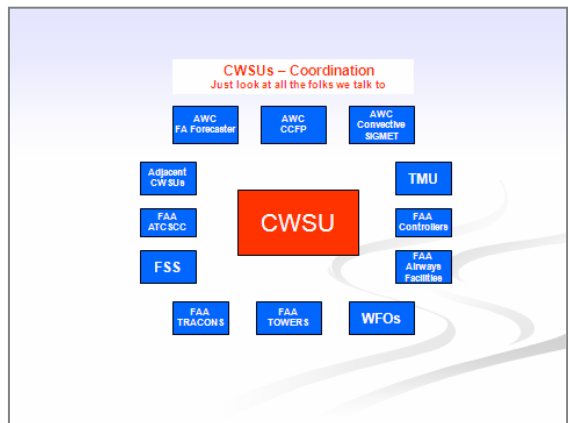 CWSUs – Coordination
Just look at all the folks we talk to
AWC
FA Forecaster
AWC
CCFP
AWC
Convective
SIGMET
Adjacent
CWSUs
TMU
FAA
ATCSCC
CWSU
FAA
Controllers
FSS
FAA
Airways
Facilities
FAA
TRACONS
FAA
TOWERS
WFOs